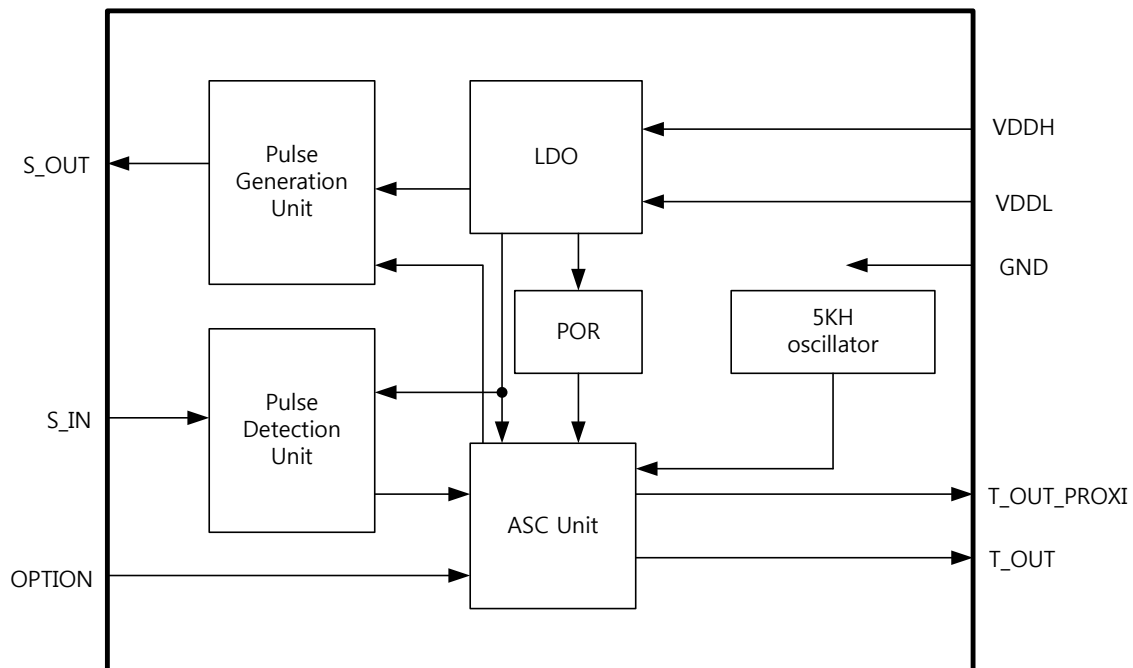 S_OUT
Pulse
Generation
Unit
LDO
VDDH
VDDL
GND
POR
5KH
oscillator
S_IN
Pulse
Detection
Unit
ASC Unit
T_OUT_PROXI
T_OUT
OPTION